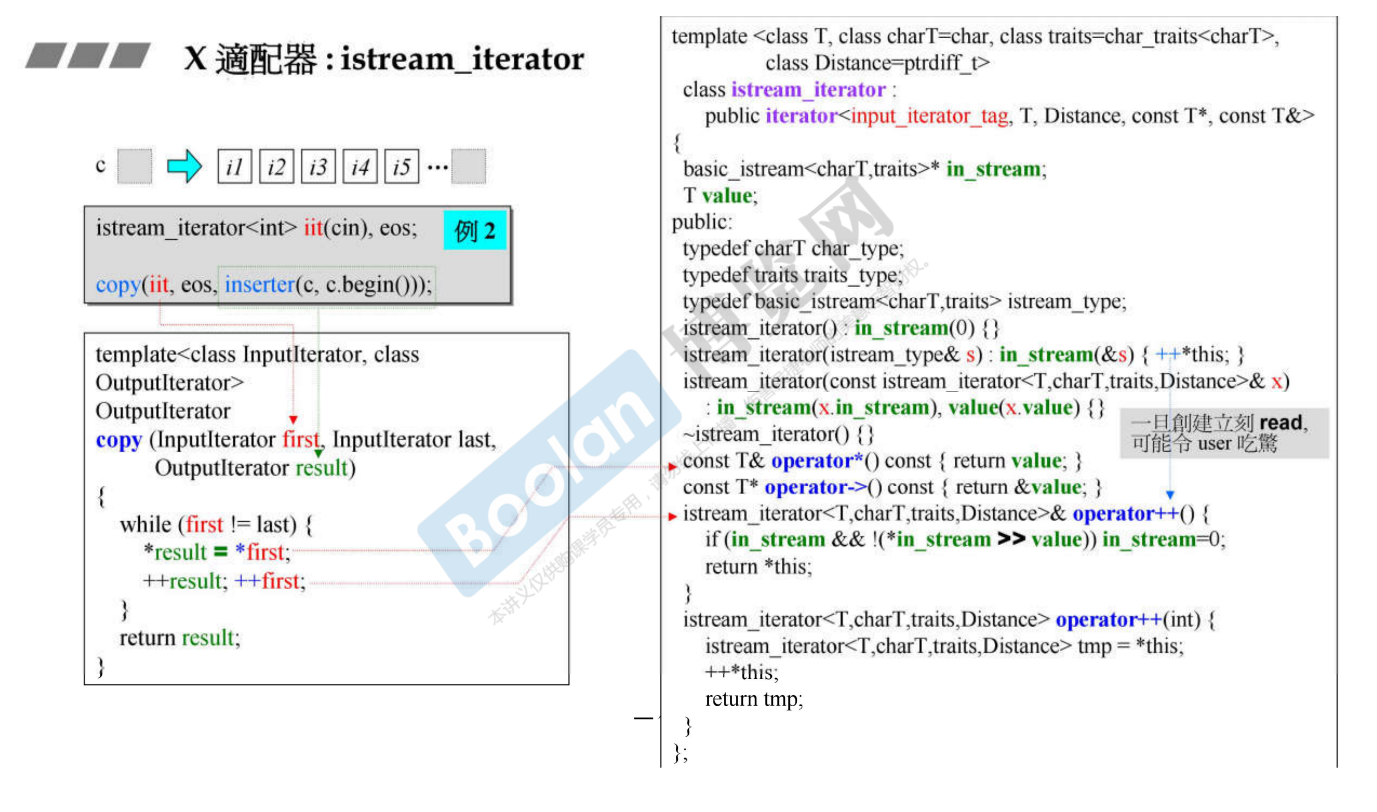 X 適配器 : istream_iterator
c i1 i2 i3 i4 i5 ...
istream_iterator<int> iit(cin), eos;
例 2
copy(iit, eos, inserter(c, c.begin()));
template<class InputIterator, class
OutputIterator>
OutputIterator
copy (InputIterator first, InputIterator last,
OutputIterator result)
{
while (first != last) {
*result = *first;
++result; ++first;
}
return result;
}
template <class T, class charT=char, class traits=char_traits<charT>,
class Distance=ptrdiff_t>
class istream_iterator :
public iterator<input_iterator_tag, T, Distance, const T*, const T&>
{
basic_istream<charT,traits>* in_stream;
T value;
public:
typedef charT char_type;
typedef traits traits_type;
typedef basic_istream<charT,traits> istream_type;
istream_iterator() : in_stream(0) {}
istream_iterator(istream_type& s) : in_stream(&s) { ++*this; }
istream_iterator(const istream_iterator<T,charT,traits,Distance>& x)
: in_stream(x.in_stream), value(x.value) {}
~istream_iterator() {}
一旦創建立刻 read,
可能令 user 吃驚
const T& operator*() const { return value; }
const T* operator->() const { return &value; }
istream_iterator<T,charT,traits,Distance>& operator++() {
if (in_stream && !(*in_stream >> value)) in_stream=0;
return *this;
}
istream_iterator<T,charT,traits,Distance> operator++(int) {
istream_iterator<T,charT,traits,Distance> tmp = *this;
++*this;
return tmp;
}
};
Boolan 博览网
本讲义仅供购课学员专用,请勿